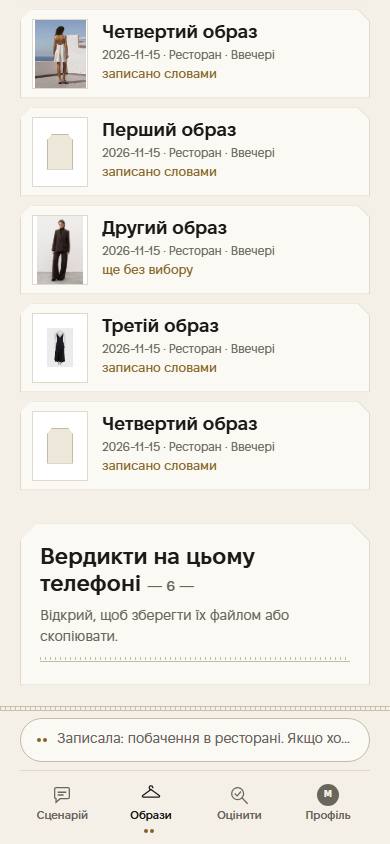 Четвертий образ
2026-11-15 · Ресторан · Ввечері
записано словами
Перший образ
2026-11-15 · Ресторан · Ввечері
записано словами
Другий образ
2026-11-15 · Ресторан · Ввечері
ще без вибору
Третій образ
2026-11-15 · Ресторан · Ввечері
записано словами
Четвертий образ
2026-11-15 · Ресторан · Ввечері
записано словами
Вердикти на цьому
телефоні — 6 —
Відкрий, щоб зберегти їх файлом або
скопіювати.
Записала: побачення в ресторані. Якщо хо...
Сценарій
Образи
Оцінити
М
Профіль